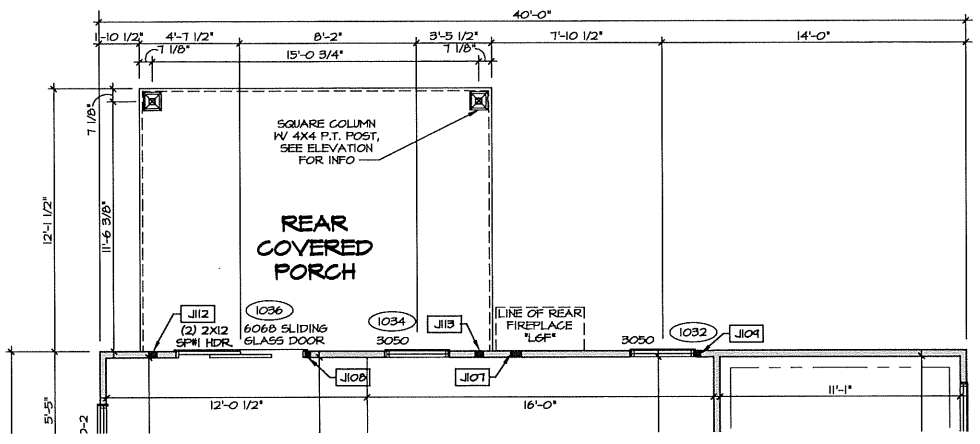 40'-0"
1'-10 1/2" 4'-7 1/2" 8'-2" 3'-5 1/2" 7'-10 1/2" 14'-0"
7 1/8" 15'-0 3/4" 7 1/8"
7 1/8"
SQUARE COLUMN
W/ 4X4 P.T. POST,
SEE ELEVATION
FOR INFO
12'-1 1/2"
11'-6 3/8"
REAR
COVERED
PORCH
J112
(2) 2X12
SP#1 HDR.
1036
6068 SLIDING
GLASS DOOR
1034
3050
J113
LINE OF REAR
FIREPLACE
"LGF"
1032
3050
J109
J108
J107
5'-5"
12'-0 1/2" 16'-0" 11'-1"
0-2